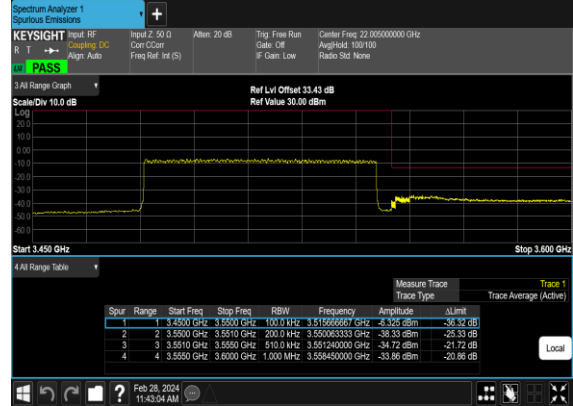 Spectrum Analyzer 1
Spurious Emissions
+
KEYSIGHT Input: RF Input Z: 50 Ω Atten: 20 dB Trig: Free Run Center Freq: 22.005000000 GHz
R T Coupling: DC Corr CCorr Gate: Off Avg|Hold: 100/100
Align: Auto Freq Ref: Int (S) IF Gain: Low Radio Std: None
PASS
3 All Range Graph
Ref Lvl Offset 33.43 dB
Scale/Div 10.0 dB Ref Value 30.00 dBm
Log
20.0
10.0
0.00
-10.0
-20.0
-30.0
-40.0
-50.0
-60.0
Start 3.450 GHz Stop 3.600 GHz
4 All Range Table
Measure Trace Trace 1
Trace Type Trace Average (Active)
Spur Range Start Freq Stop Freq RBW Frequency Amplitude ΔLimit
1 1 3.4500 GHz 3.5500 GHz 100.0 kHz 3.515666667 GHz -6.325 dBm -36.32 dB
2 2 3.5500 GHz 3.5510 GHz 200.0 kHz 3.550063333 GHz -38.33 dBm -25.33 dB
3 3 3.5510 GHz 3.5550 GHz 510.0 kHz 3.551240000 GHz -34.72 dBm -21.72 dB
4 4 3.5550 GHz 3.6000 GHz 1.000 MHz 3.558450000 GHz -33.86 dBm -20.86 dB
Local
? Feb 28, 2024
11:43:04 AM